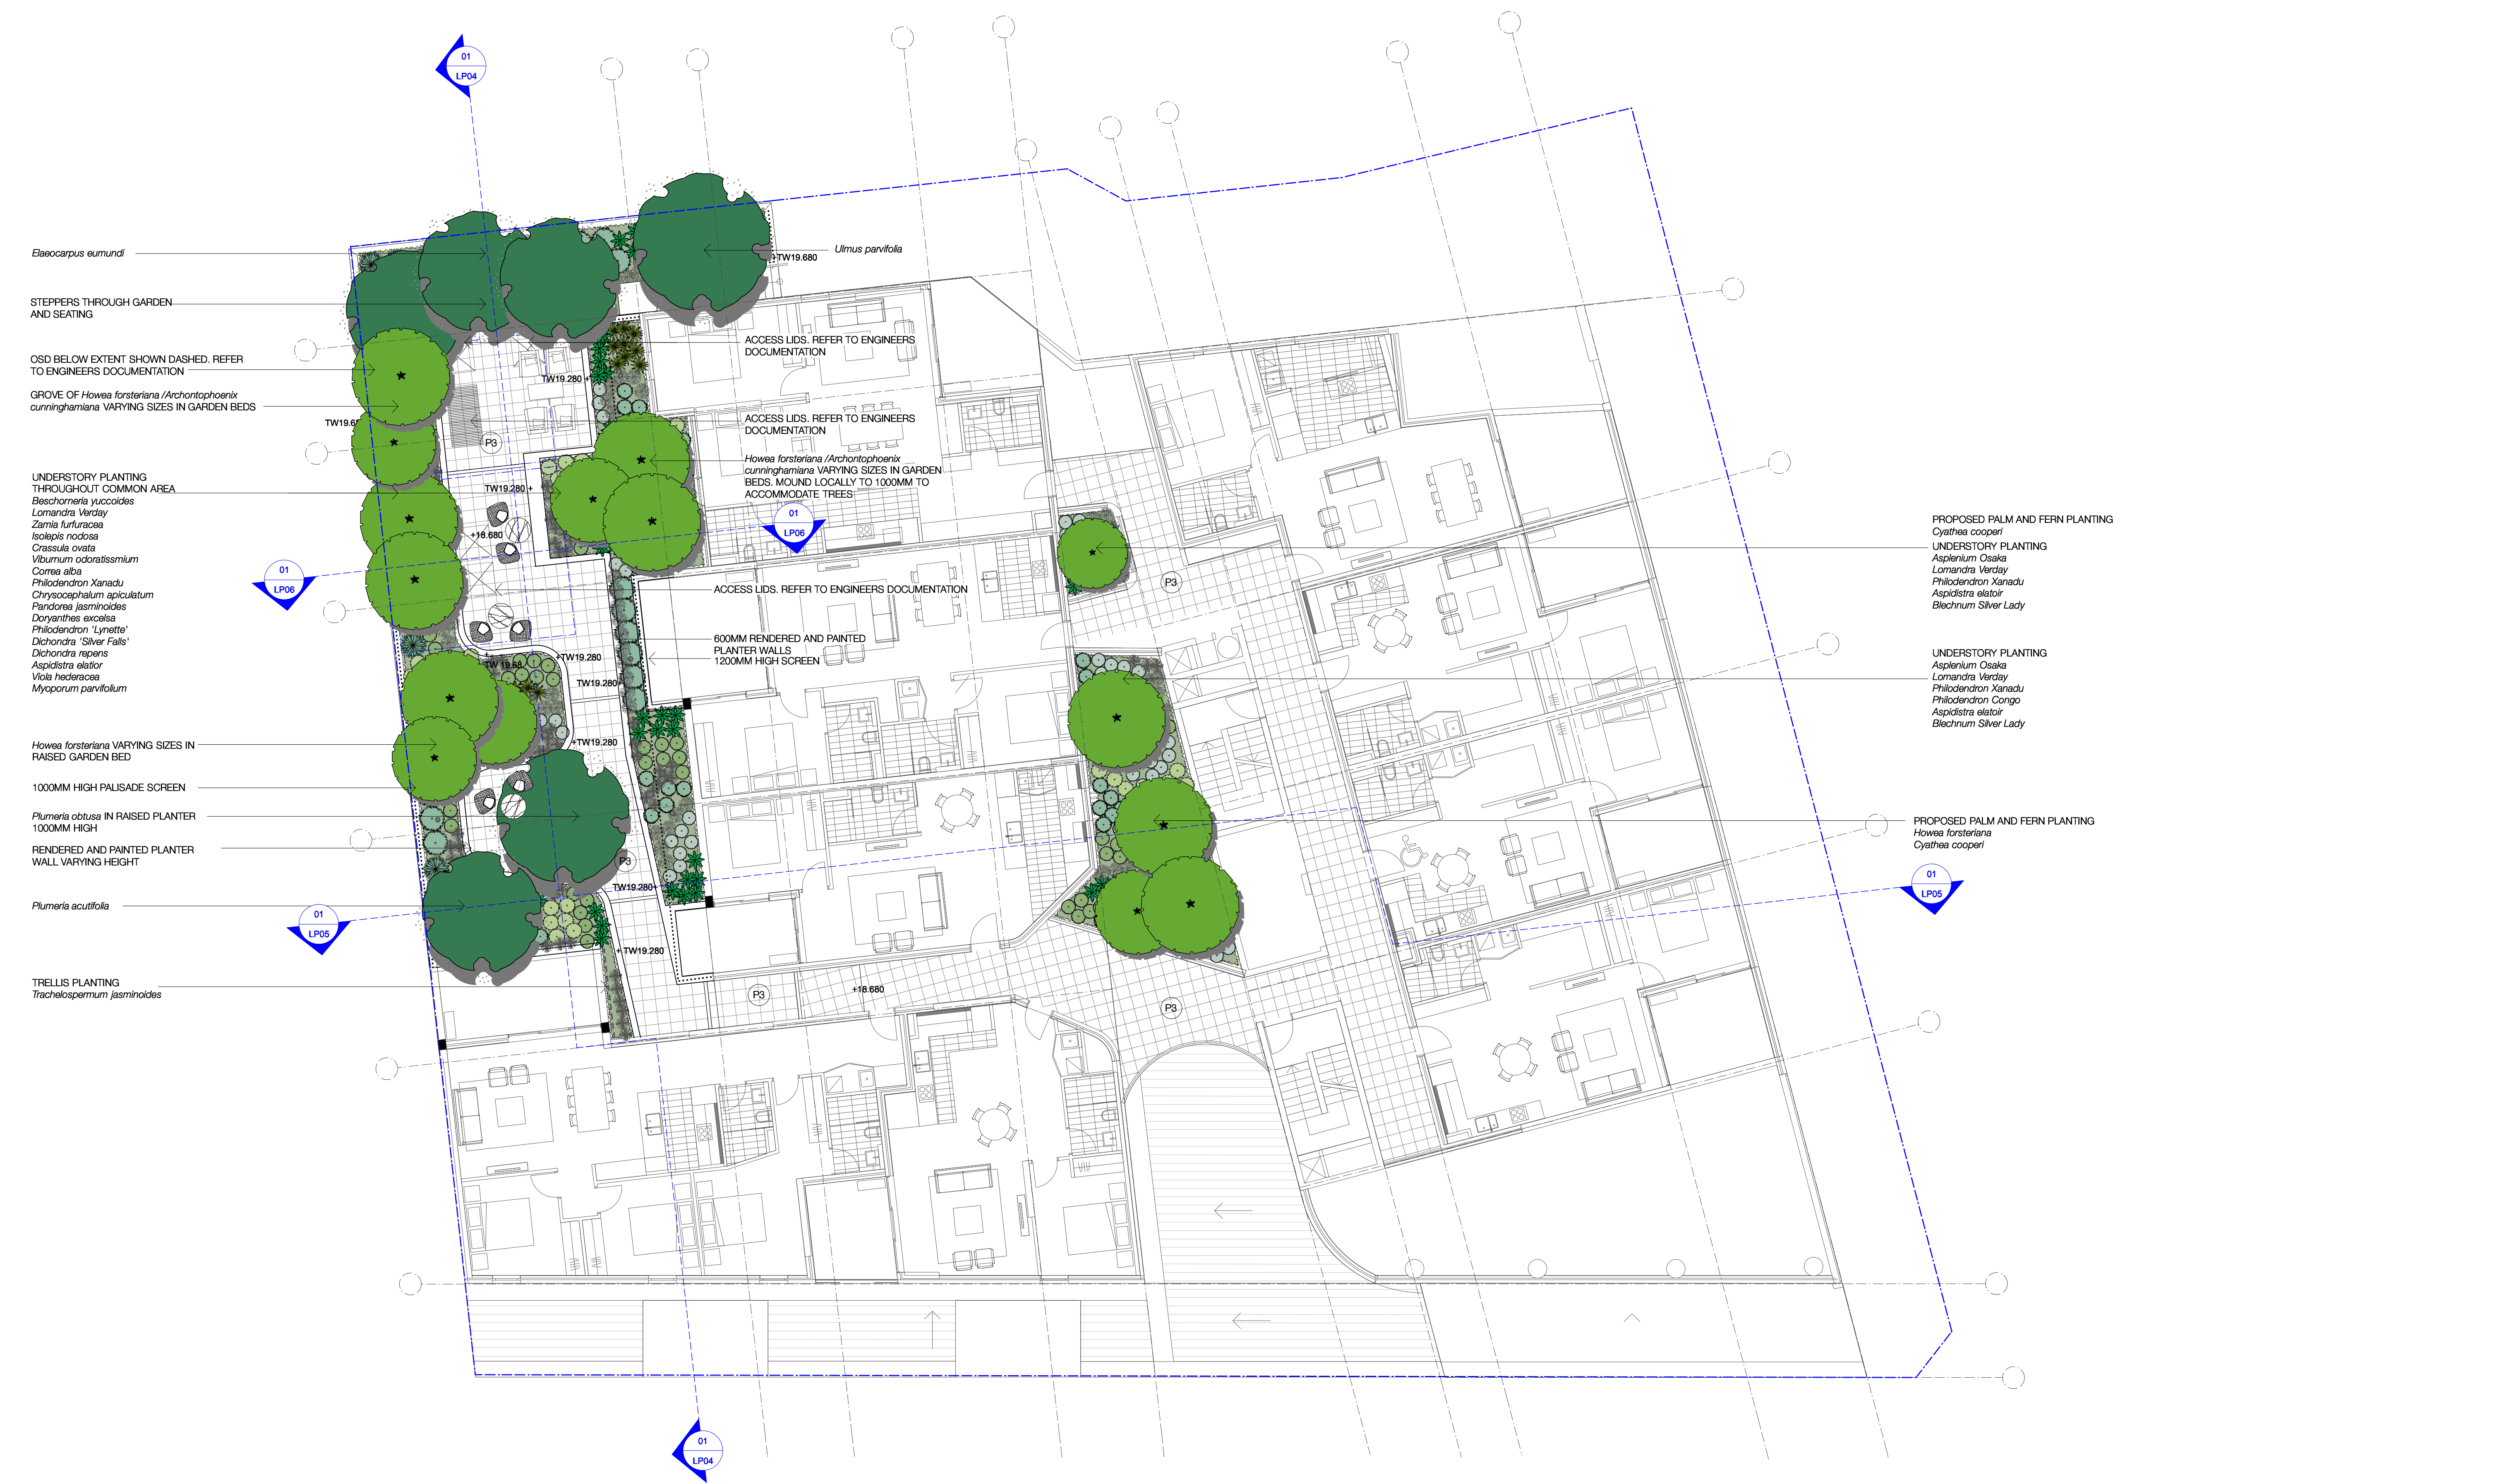 01
LP04
Elaeocarpus eumundi
Ulmus parvifolia
+TW19.680
STEPPERS THROUGH GARDEN
AND SEATING
ACCESS LIDS. REFER TO ENGINEERS
DOCUMENTATION
OSD BELOW EXTENT SHOWN DASHED. REFER
TO ENGINEERS DOCUMENTATION
TW19.280 +
GROVE OF Howea forsteriana /Archontophoenix
cunninghamiana VARYING SIZES IN GARDEN BEDS
ACCESS LIDS. REFER TO ENGINEERS
DOCUMENTATION
P3
Howea forsteriana /Archontophoenix
cunninghamiana VARYING SIZES IN GARDEN
BEDS. MOUND LOCALLY TO 1000MM TO
ACCOMMODATE TREES
UNDERSTORY PLANTING
THROUGHOUT COMMON AREA
Beschorneria yuccoides
Lomandra Verday
Zamia furfuracea
Isolepis nodosa
Crassula ovata
Viburnum odoratissmium
Correa alba
Philodendron Xanadu
Chrysocephalum apiculatum
Pandorea jasminoides
Doryanthes excelsa
Philodendron 'Lynette'
Dichondra 'Silver Falls'
Dichondra repens
Aspidistra elatior
Viola hederacea
Myoporum parvifolium
TW19.280 +
+18.680
01
LP06
01
LP06
P3
PROPOSED PALM AND FERN PLANTING
Cyathea cooperi
UNDERSTORY PLANTING
Asplenium Osaka
Lomandra Verday
Philodendron Xanadu
Aspidistra elatoir
Blechnum Silver Lady
ACCESS LIDS. REFER TO ENGINEERS DOCUMENTATION
600MM RENDERED AND PAINTED
PLANTER WALLS
1200MM HIGH SCREEN
+TW19.280
+
TW 19.68
TW19.280
UNDERSTORY PLANTING
Asplenium Osaka
Lomandra Verday
Philodendron Xanadu
Philodendron Congo
Aspidistra elatoir
Blechnum Silver Lady
Howea forsteriana VARYING SIZES IN
RAISED GARDEN BED
+TW19.280
1000MM HIGH PALISADE SCREEN
Plumeria obtusa IN RAISED PLANTER
1000MM HIGH
PROPOSED PALM AND FERN PLANTING
Howea forsteriana
Cyathea cooperi
RENDERED AND PAINTED PLANTER
WALL VARYING HEIGHT
P3
TW19.280
01
LP05
Plumeria acutifolia
01
LP05
+ TW19.280
TRELLIS PLANTING
Trachelospermum jasminoides
P3
+18.680
P3
01
LP04